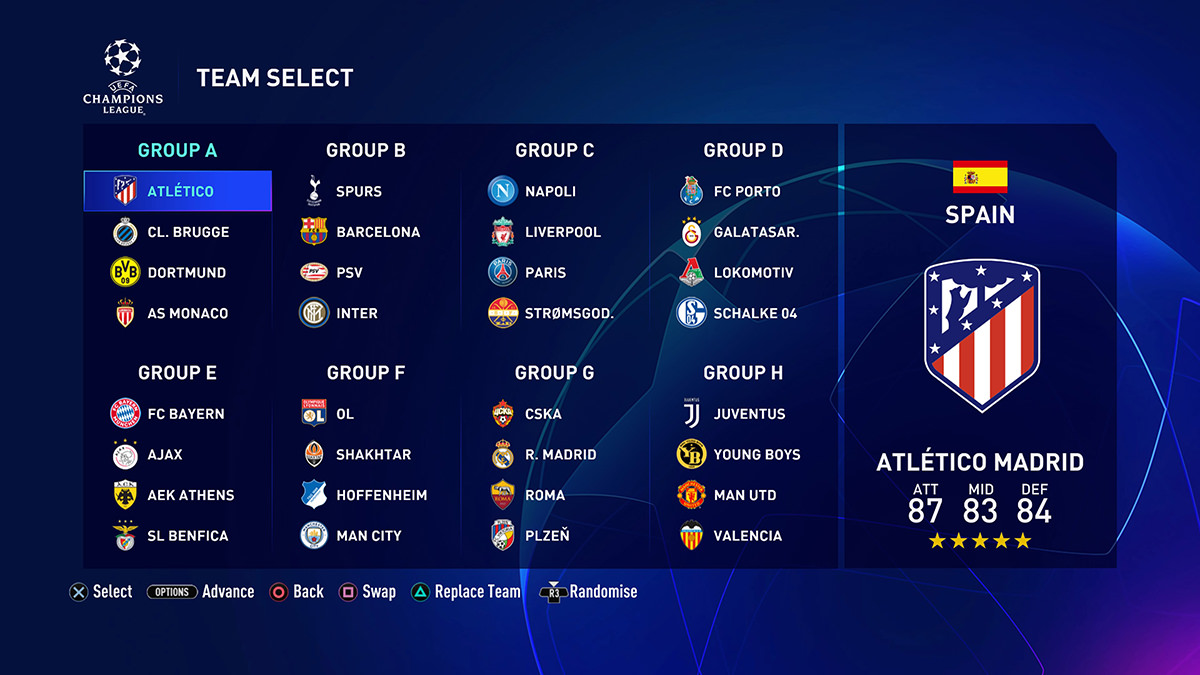 UEFA
CHAMPIONS
LEAGUE
TEAM SELECT
GROUP A
ATLÉTICO
CL. BRUGGE
DORTMUND
AS MONACO
GROUP B
SPURS
BARCELONA
PSV
INTER
GROUP C
NAPOLI
LIVERPOOL
PARIS
STRØMSGOD.
GROUP D
FC PORTO
GALATASAR.
LOKOMOTIV
SCHALKE 04
GROUP E
FC BAYERN
AJAX
AEK ATHENS
SL BENFICA
GROUP F
OL
SHAKHTAR
HOFFENHEIM
MAN CITY
GROUP G
CSKA
R. MADRID
ROMA
PLZEŇ
GROUP H
JUVENTUS
YOUNG BOYS
MAN UTD
VALENCIA
SPAIN
ATLÉTICO MADRID
ATT MID DEF
87 83 84
Select OPTIONS Advance Back Swap Replace Team R3 Randomise